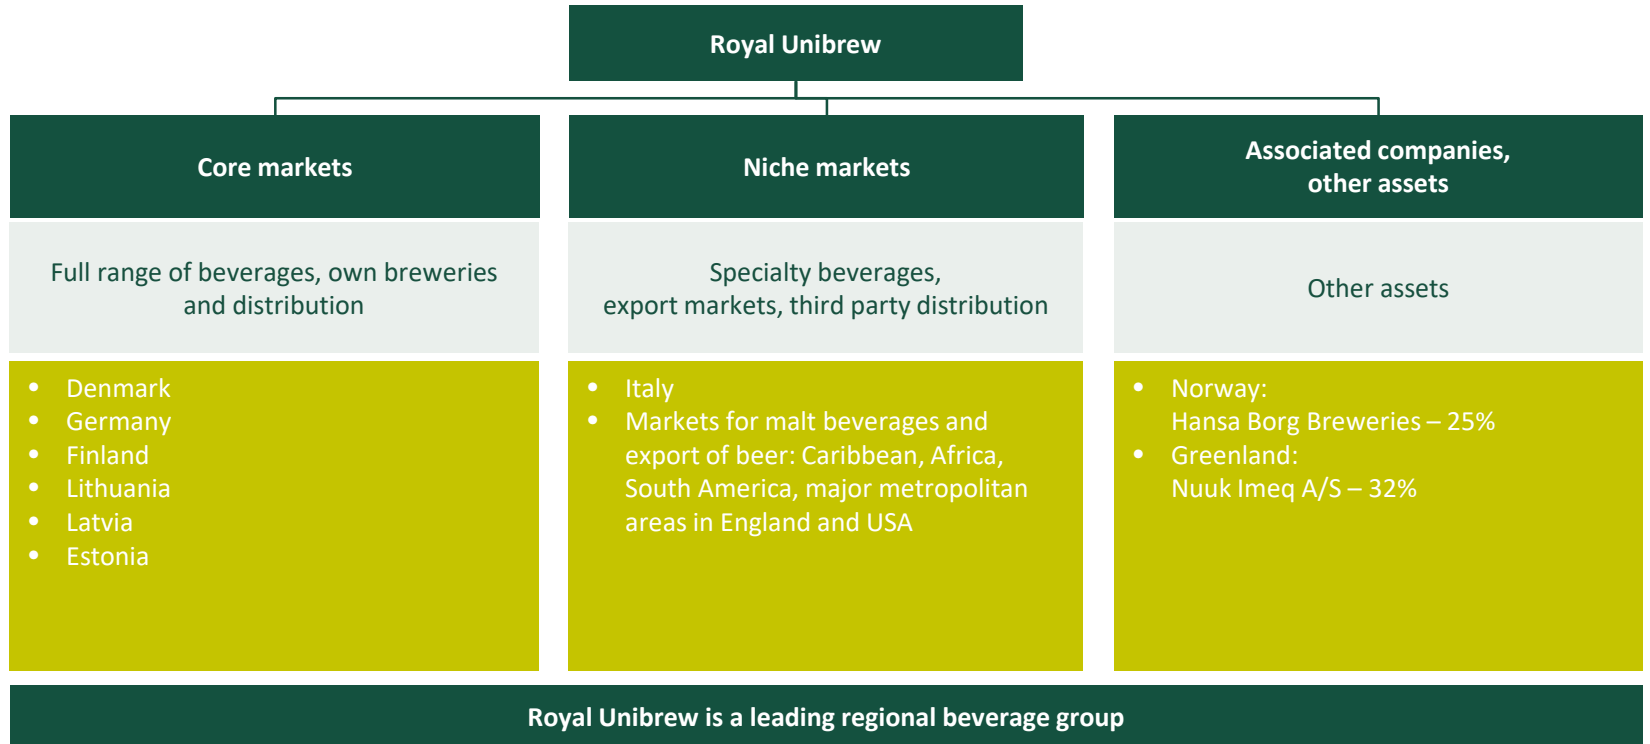 Royal Unibrew
Core markets
Full range of beverages, own breweries
and distribution
• Denmark
• Germany
• Finland
• Lithuania
• Latvia
• Estonia
Niche markets
Specialty beverages,
export markets, third party distribution
• Italy
• Markets for malt beverages and
export of beer: Caribbean, Africa,
South America, major metropolitan
areas in England and USA
Associated companies,
other assets
Other assets
• Norway:
Hansa Borg Breweries – 25%
• Greenland:
Nuuk Imeq A/S – 32%
Royal Unibrew is a leading regional beverage group